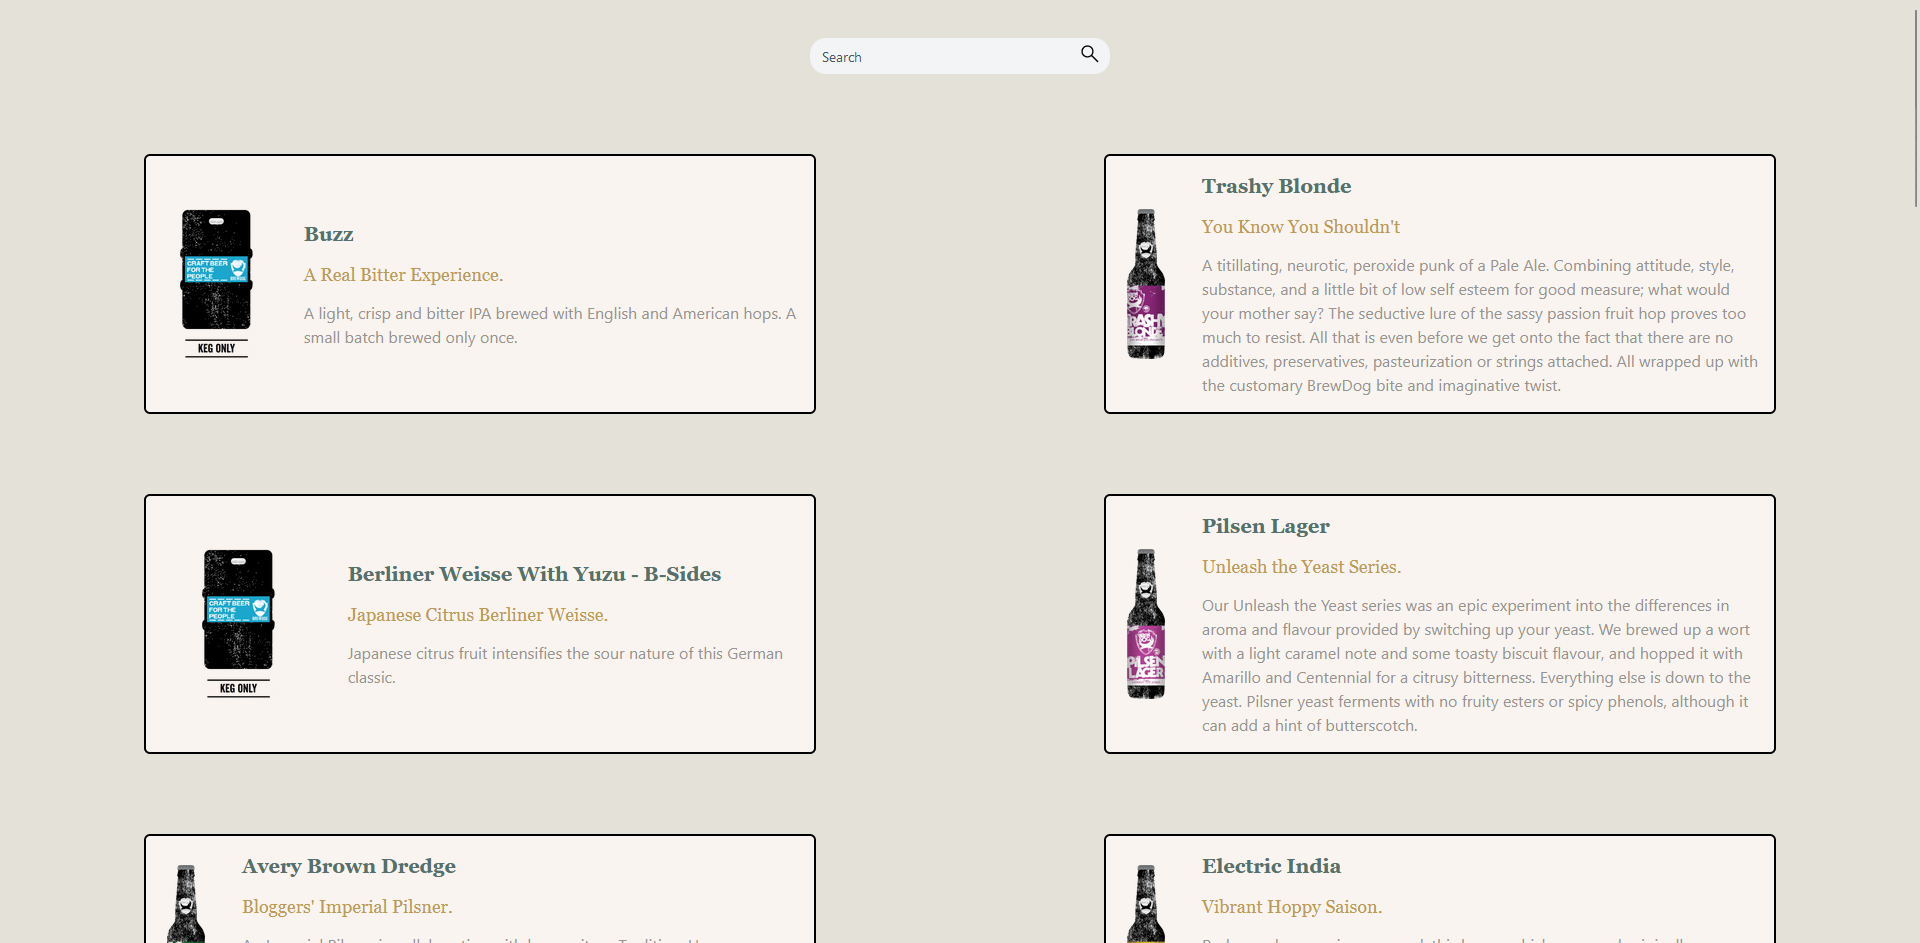 Search
Buzz
A Real Bitter Experience.
A light, crisp and bitter IPA brewed with English and American hops. A
small batch brewed only once.
CRAFT BEER
FOR THE
PEOPLE
KEG ONLY
Trashy Blonde
You Know You Shouldn't
A titillating, neurotic, peroxide punk of a Pale Ale. Combining attitude, style,
substance, and a little bit of low self esteem for good measure; what would
your mother say? The seductive lure of the sassy passion fruit hop proves too
much to resist. All that is even before we get onto the fact that there are no
additives, preservatives, pasteurization or strings attached. All wrapped up with
the customary BrewDog bite and imaginative twist.
Berliner Weisse With Yuzu - B-Sides
Japanese Citrus Berliner Weisse.
Japanese citrus fruit intensifies the sour nature of this German
classic.
CRAFT BEER
FOR THE
PEOPLE
KEG ONLY
Pilsen Lager
Unleash the Yeast Series.
Our Unleash the Yeast series was an epic experiment into the differences in
aroma and flavour provided by switching up your yeast. We brewed up a wort
with a light caramel note and some toasty biscuit flavour, and hopped it with
Amarillo and Centennial for a citrusy bitterness. Everything else is down to the
yeast. Pilsner yeast ferments with no fruity esters or spicy phenols, although it
can add a hint of butterscotch.
PILSEN
LAGER
Avery Brown Dredge
Bloggers' Imperial Pilsner.
Electric India
Vibrant Hoppy Saison.